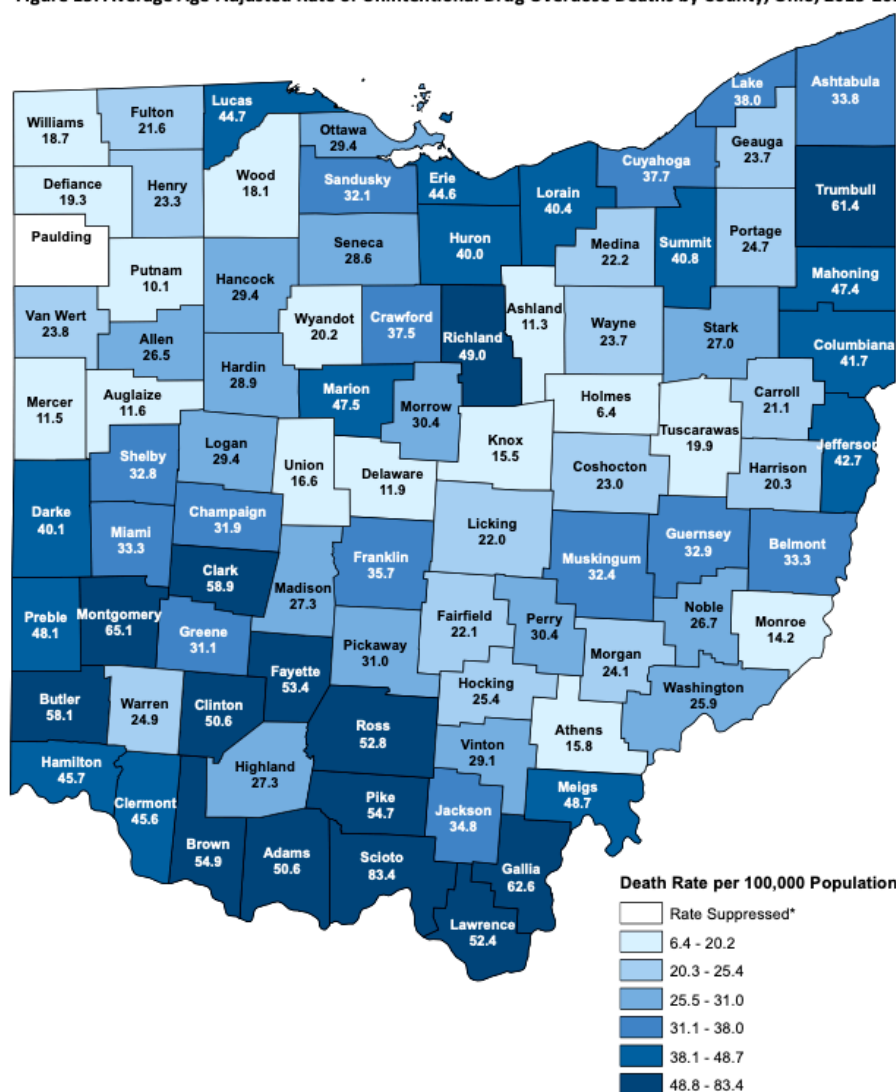 Figure Average Age-Adjusted Rate of Unintentional Drug Overdose Deaths by County, Ohio,
Williams
18.7
Fulton
21.6
Lucas
44.7
Ottawa
29.4
Lake
38.0
Ashtabula
33.8
Geauga
23.7
Cuyahoga
37.7
Defiance
19.3
Henry
23.3
Wood
18.1
Sandusky
32.1
Erie
44.6
Lorain
40.4
Trumbull
61.4
Paulding
Putnam
10.1
Hancock
29.4
Seneca
28.6
Huron
40.0
Medina
22.2
Summit
40.8
Portage
24.7
Mahoning
47.4
Van Wert
23.8
Allen
26.5
Wyandot
20.2
Crawford
37.5
Richland
49.0
Ashland
11.3
Wayne
23.7
Stark
27.0
Columbiana
41.7
Mercer
11.5
Auglaize
11.6
Hardin
28.9
Marion
47.5
Morrow
30.4
Holmes
6.4
Tuscarawas
19.9
Carroll
21.1
Jefferson
42.7
Shelby
32.8
Logan
29.4
Union
16.6
Delaware
11.9
Knox
15.5
Coshocton
23.0
Harrison
20.3
Darke
40.1
Miami
33.3
Champaign
31.9
Licking
22.0
Guernsey
32.9
Belmont
33.3
Clark
58.9
Madison
27.3
Franklin
35.7
Muskingum
32.4
Preble
48.1
Montgomery
65.1
Greene
31.1
Pickaway
31.0
Fairfield
22.1
Perry
30.4
Noble
26.7
Monroe
14.2
Morgan
24.1
Fayette
53.4
Hocking
25.4
Washington
25.9
Butler
58.1
Warren
24.9
Clinton
50.6
Ross
52.8
Athens
15.8
Vinton
29.1
Hamilton
45.7
Highland
27.3
Clermont
45.6
Pike
54.7
Jackson
34.8
Meigs
48.7
Brown
54.9
Adams
50.6
Scioto
83.4
Gallia
62.6
Lawrence
52.4
Death Rate per 100,000 Population
Rate Suppressed*
6.4 - 20.2
20.3 - 25.4
25.5 - 31.0
31.1 - 38.0
38.1 - 48.7
48.8 - 83.4